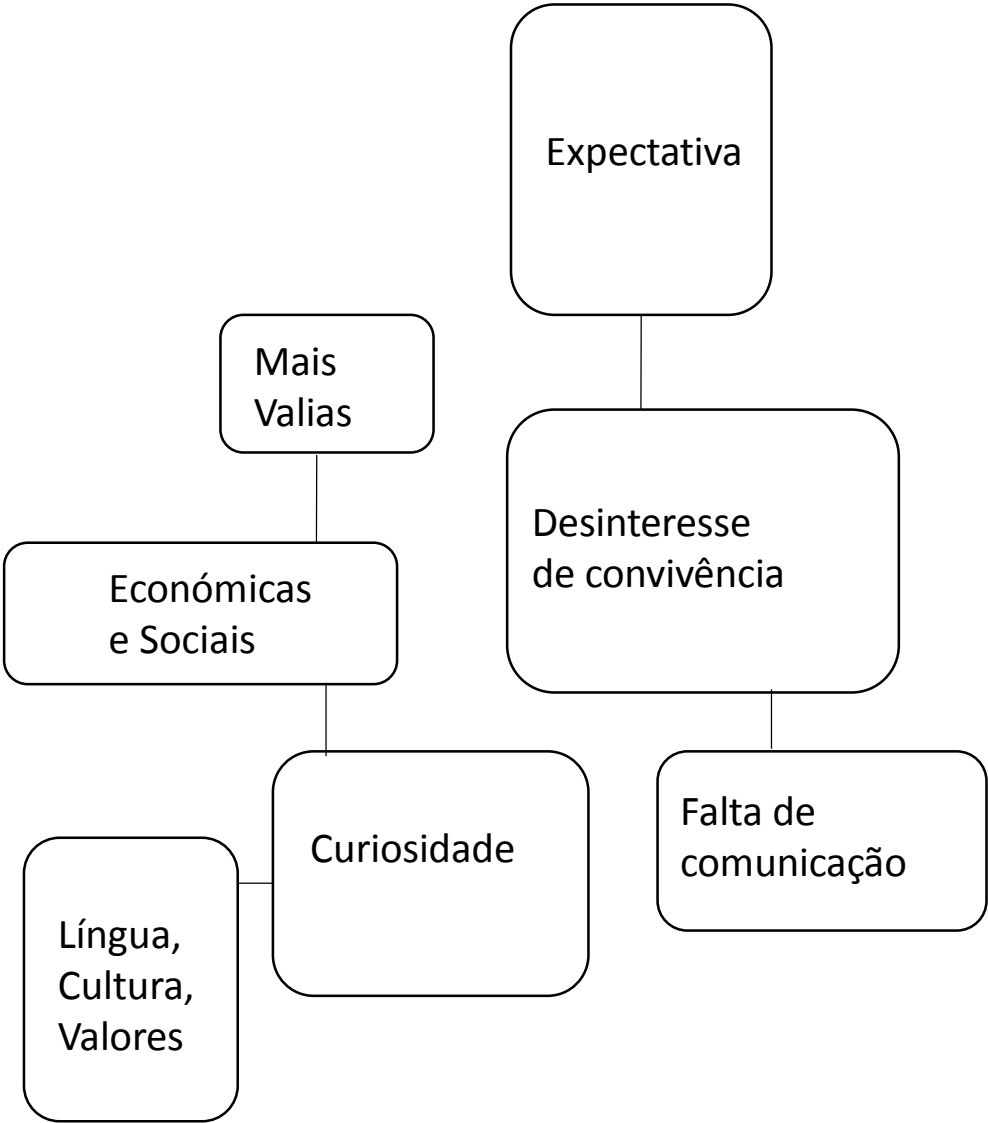 Expectativa
Mais
Valias
Desinteresse
de convivência
Económicas
e Sociais
Curiosidade
Falta de
comunicação
Língua,
Cultura,
Valores